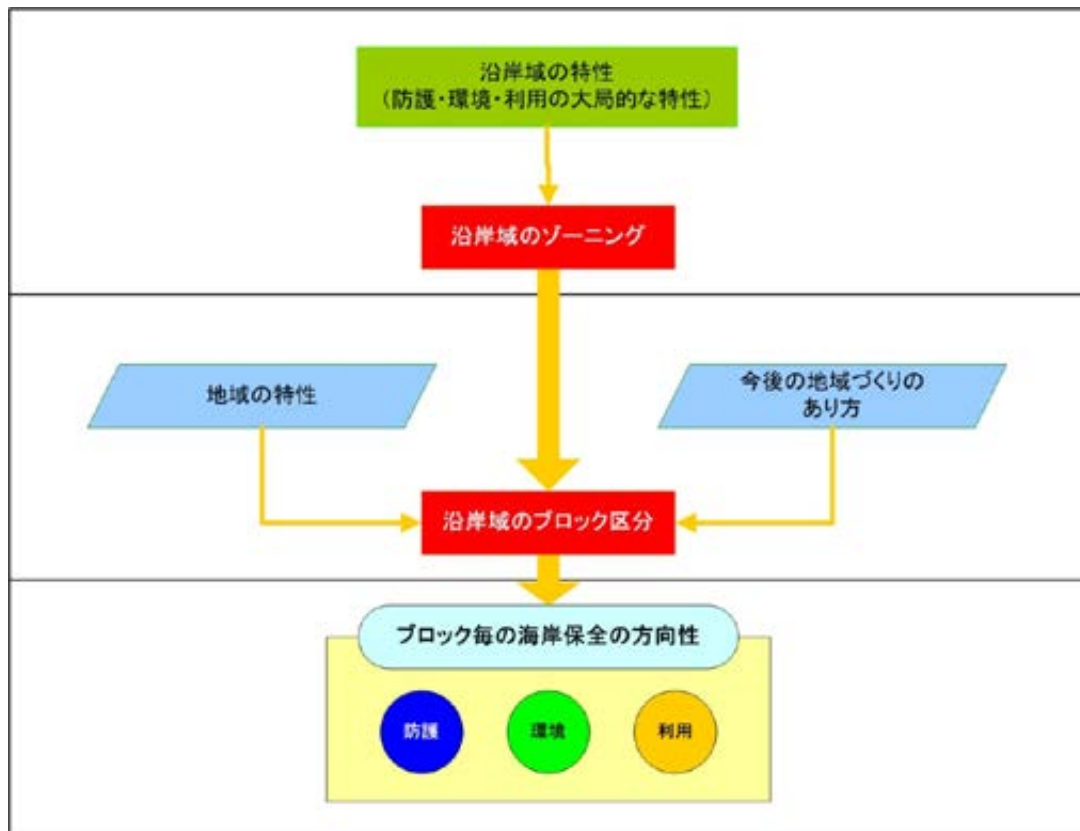 沿岸域の特性
（防護・環境・利用の大局的な特性）
沿岸域のゾーニング
地域の特性
今後の地域づくりの
あり方
沿岸域のブロック区分
ブロック毎の海岸保全の方向性
防護
環境
利用